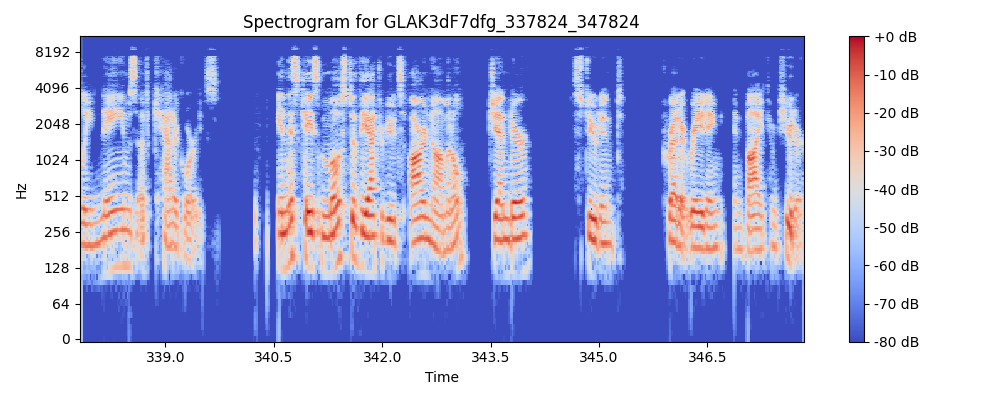 Spectrogram for GLAK3dF7dfg_337824_347824
8192
4096
2048
1024
512
256
128
64
0
Hz
339.0 340.5 342.0 343.5 345.0 346.5
Time
+0 dB
-10 dB
-20 dB
-30 dB
-40 dB
-50 dB
-60 dB
-70 dB
-80 dB